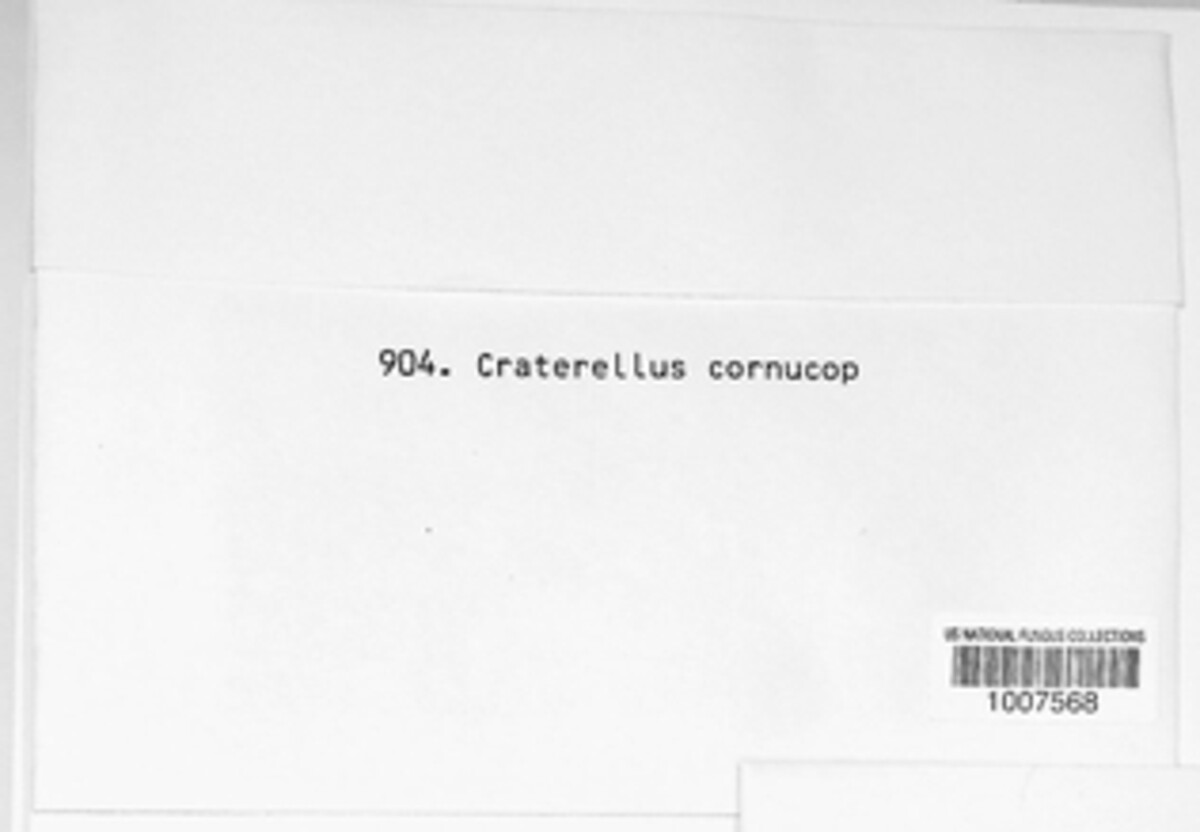 904. Craterellus cornucop
US NATIONAL FUNGUS COLLECTIONS
1007568